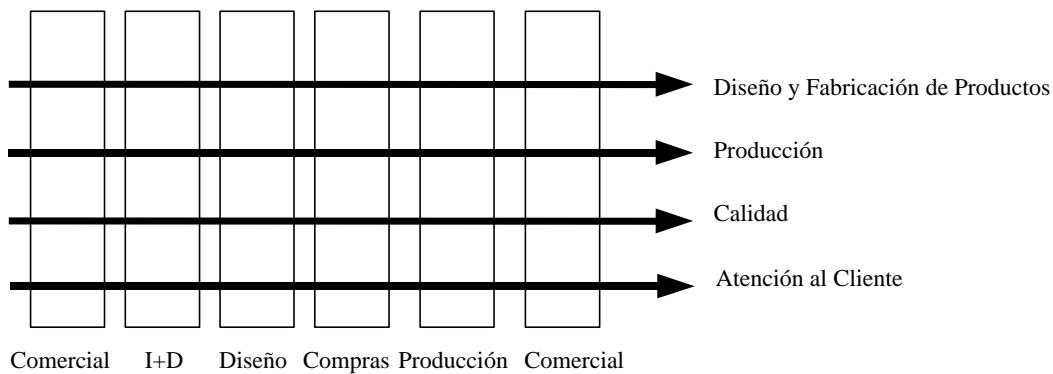 Diseño y Fabricación de Productos
Producción
Calidad
Atención al Cliente
Comercial I+D Diseño Compras Producción Comercial